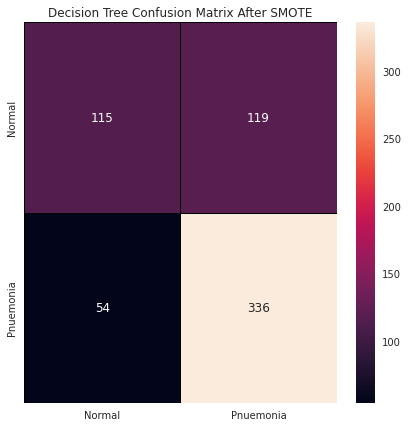 Decision Tree Confusion Matrix After SMOTE
Normal
115
119
Pnuemonia
54
336
Normal
Pnuemonia
300
250
200
150
100